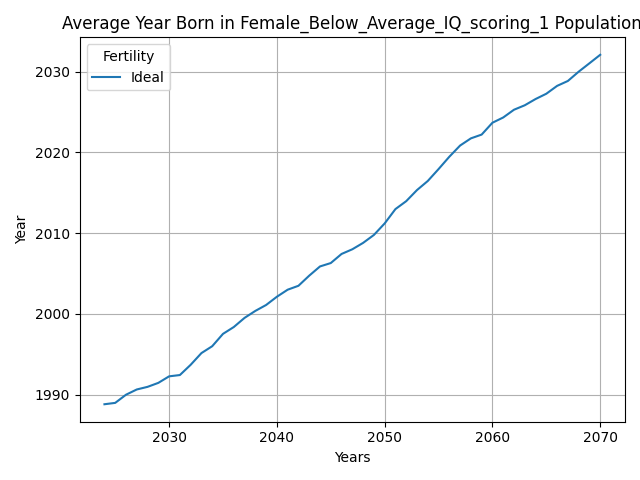 Average Year Born in Female_Below_Average_IQ_scoring_1 Population
Fertility
Ideal
Year
2030
2020
2010
2000
1990
2030 2040 2050 2060 2070
Years